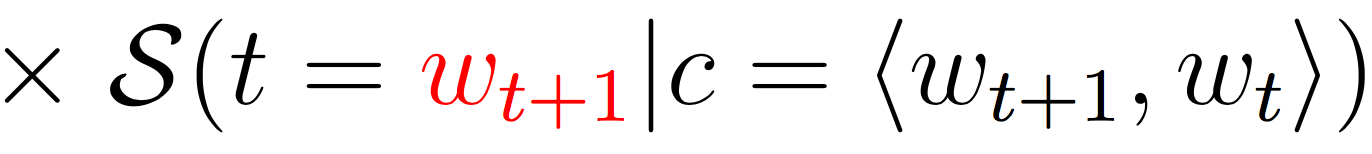 × 𝒮(t = w_{t+1}|c = ⟨w_{t+1}, w_t⟩)